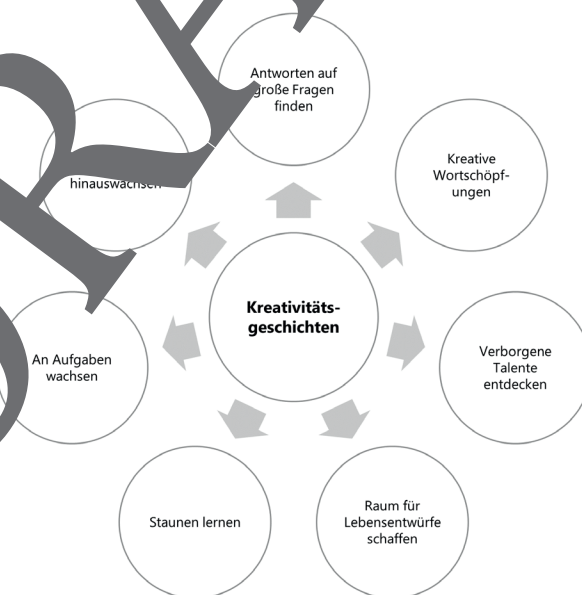 Antworten auf
große Fragen
finden
Kreative
Wortschöpf-
ungen
Verborgene
Talente
entdecken
Raum für
Lebensentwürfe
schaffen
Staunen lernen
An Aufgaben
wachsen
hinauswachsen
Kreativitäts-
geschichten